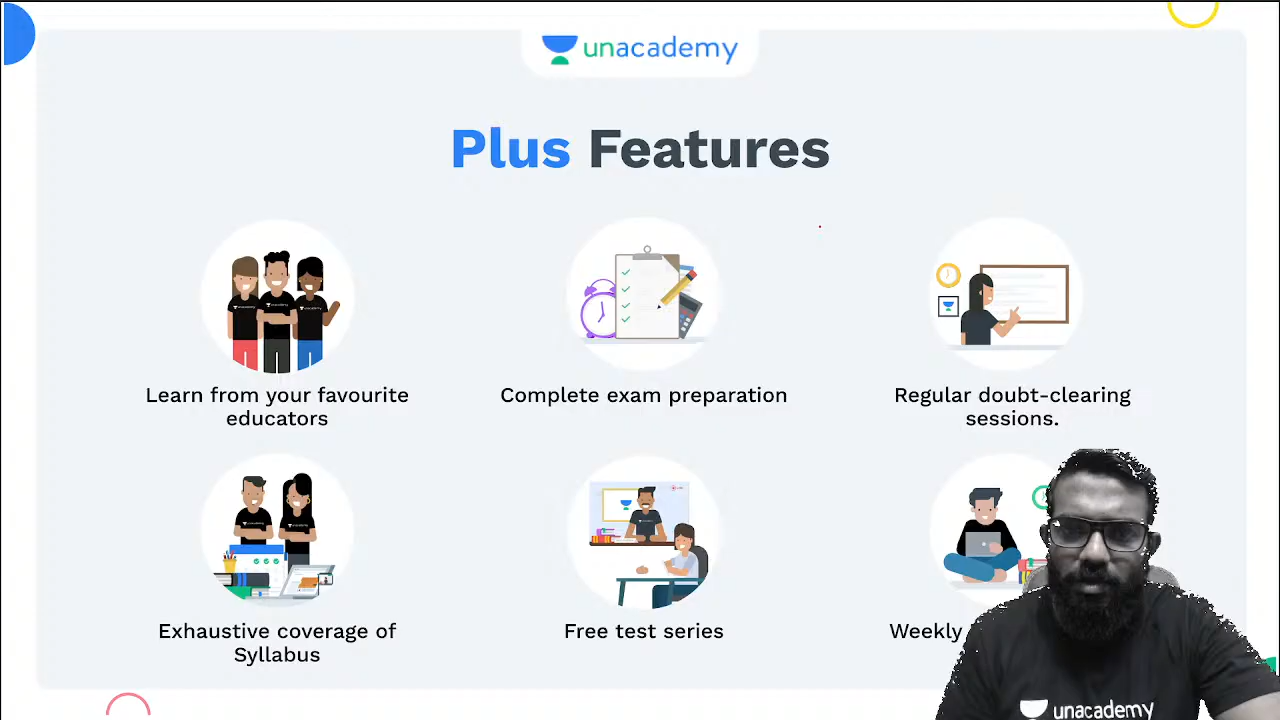 unacademy
Plus Features
Learn from your favourite
educators
Complete exam preparation
Regular doubt-clearing
sessions.
Exhaustive coverage of
Syllabus
Free test series
Weekly
unacademy